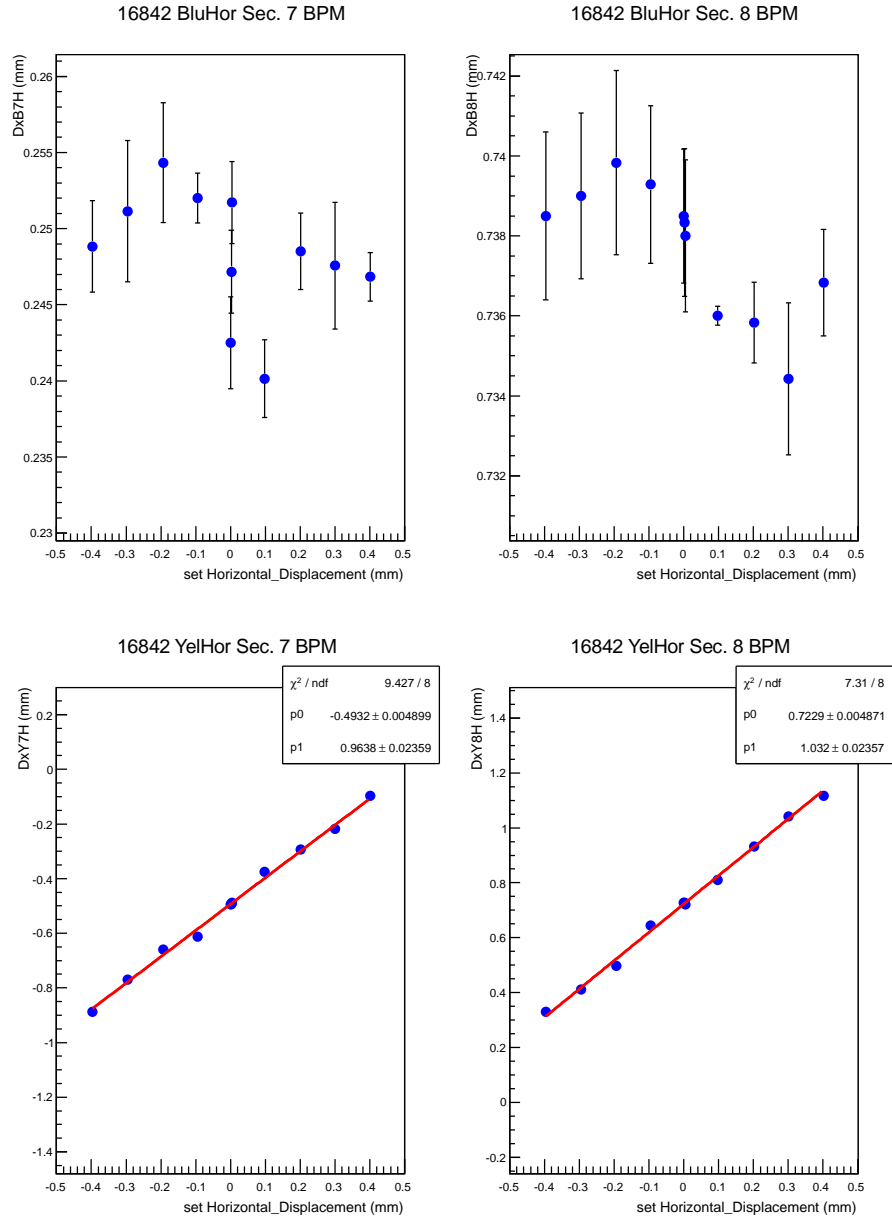 16842 BluHor Sec. 7 BPM
DxB7H (mm)
0.26
0.255
0.25
0.245
0.24
0.235
0.23
-0.5 -0.4 -0.3 -0.2 -0.1 0 0.1 0.2 0.3 0.4 0.5
set Horizontal_Displacement (mm)
16842 BluHor Sec. 8 BPM
DxB8H (mm)
0.742
0.74
0.738
0.736
0.734
0.732
-0.5 -0.4 -0.3 -0.2 -0.1 0 0.1 0.2 0.3 0.4 0.5
set Horizontal_Displacement (mm)
16842 YelHor Sec. 7 BPM
χ² / ndf 9.427 / 8
p0 -0.4932 ± 0.004899
p1 0.9638 ± 0.02359
DxY7H (mm)
0.2
0
-0.2
-0.4
-0.6
-0.8
-1
-1.2
-1.4
-0.5 -0.4 -0.3 -0.2 -0.1 0 0.1 0.2 0.3 0.4 0.5
set Horizontal_Displacement (mm)
16842 YelHor Sec. 8 BPM
χ² / ndf 7.31 / 8
p0 0.7229 ± 0.004871
p1 1.032 ± 0.02357
DxY8H (mm)
1.4
1.2
1
0.8
0.6
0.4
0.2
0
-0.2
-0.5 -0.4 -0.3 -0.2 -0.1 0 0.1 0.2 0.3 0.4 0.5
set Horizontal_Displacement (mm)